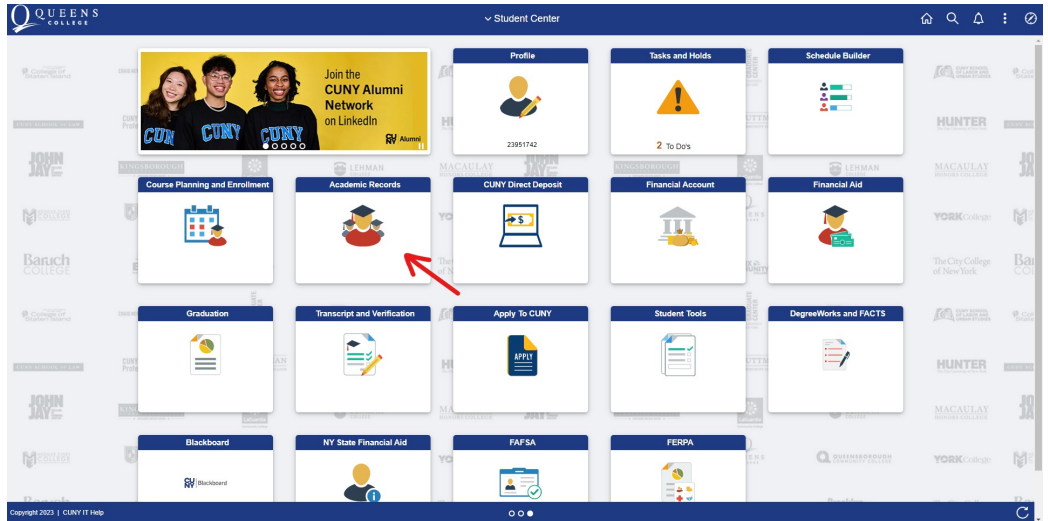 QUEENS
COLLEGE
Student Center
Join the
CUNY Alumni
Network
on LinkedIn
CUNY
CUNY
CUNY
CU
NY Alumni
Profile
23951742
Tasks and Holds
2 To Do's
Schedule Builder
Course Planning and Enrollment
Academic Records
CUNY Direct Deposit
$
Financial Account
Financial Aid
Graduation
Transcript and Verification
Apply To CUNY
APPLY
Student Tools
DegreeWorks and FACTS
Blackboard
CU
NY Blackboard
NY State Financial Aid
FAFSA
FERPA
HUNTER
JOHN
JAY
KINGSBOROUGH
LEHMAN
MACAULAY
YORK College
Baruch
COLLEGE
The City College
of New York
QUEENSBOROUGH
COMMUNITY COLLEGE
Copyright 2023 | CUNY IT Help